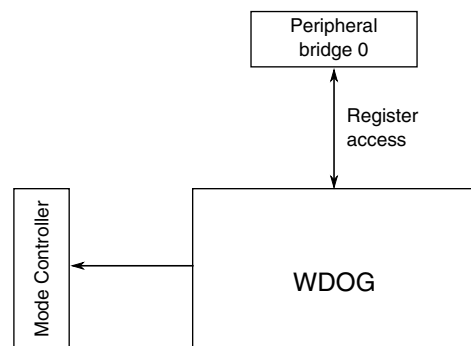 Peripheral
bridge 0
Register
access
Mode Controller
WDOG